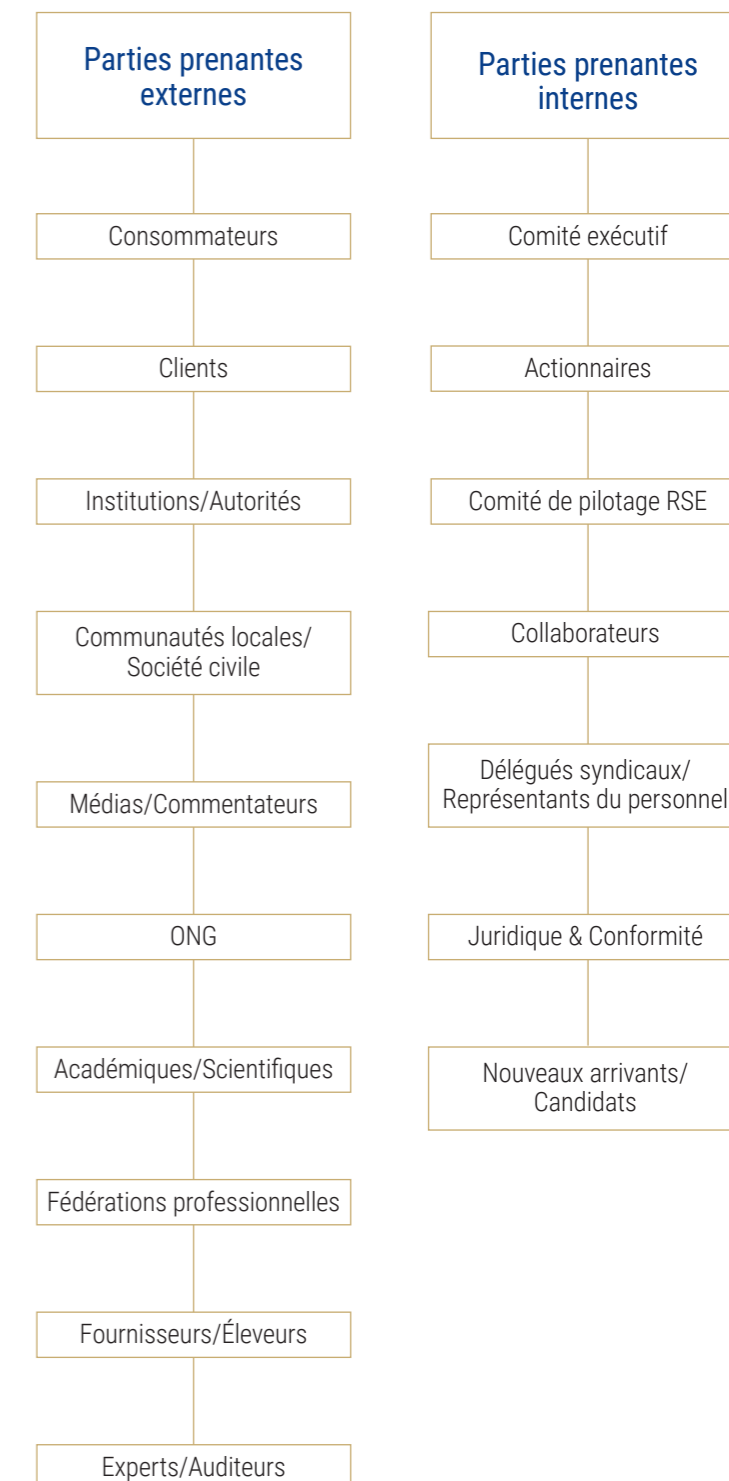 Parties prenantes
externes
Consommateurs
Clients
Institutions/Autorités
Communautés locales/
Société civile
Médias/Commentateurs
ONG
Académiques/Scientifiques
Fédérations professionnelles
Fournisseurs/Éleveurs
Experts/Auditeurs
Parties prenantes
internes
Comité exécutif
Actionnaires
Comité de pilotage RSE
Collaborateurs
Délégués syndicaux/
Représentants du personnel
Juridique & Conformité
Nouveaux arrivants/
Candidats